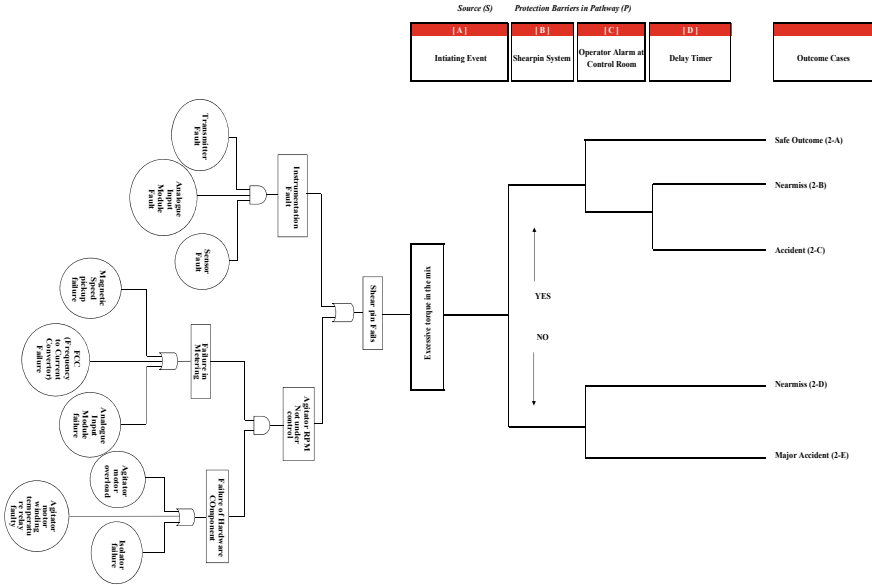 Source (S) Protection Barriers in Pathway (P)
[ A ] [ B ] [ C ] [ D ]
Intiating Event
Shearpin System
Operator Alarm at
Control Room
Delay Timer
Outcome Cases
Transmitter
Fault
Analogue
Input
Module
Fault
Sensor
Fault
Instrumentation
Fault
Magnetic
Speed
pickup
failure
FCC
(Frequency
to Current
Convertor)
Failure
Analogue
Input
Module
failure
Failure in
Metering
Agitator
motor
overload
Agitator
motor
winding
temperatu
re relay
faulty
Isolator
failure
Failure of Hardware
COmponent
Agitator RPM
Not under
control
Shear pin Fails
Excessive torque in the mix
YES
NO
Safe Outcome (2-A)
Nearmiss (2-B)
Accident (2-C)
Nearmiss (2-D)
Major Accident (2-E)